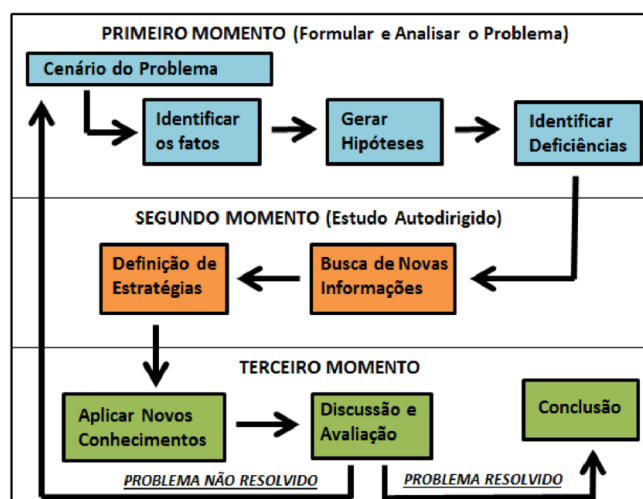 PRIMEIRO MOMENTO (Formular e Analisar o Problema)
Cenário do Problema
Identificar
os fatos
Gerar
Hipóteses
Identificar
Deficiências
SEGUNDO MOMENTO (Estudo Autodirigido)
Definição de
Estratégias
Busca de Novas
Informações
TERCEIRO MOMENTO
Aplicar Novos
Conhecimentos
Discussão e
Avaliação
Conclusão
PROBLEMA NÃO RESOLVIDO
PROBLEMA RESOLVIDO